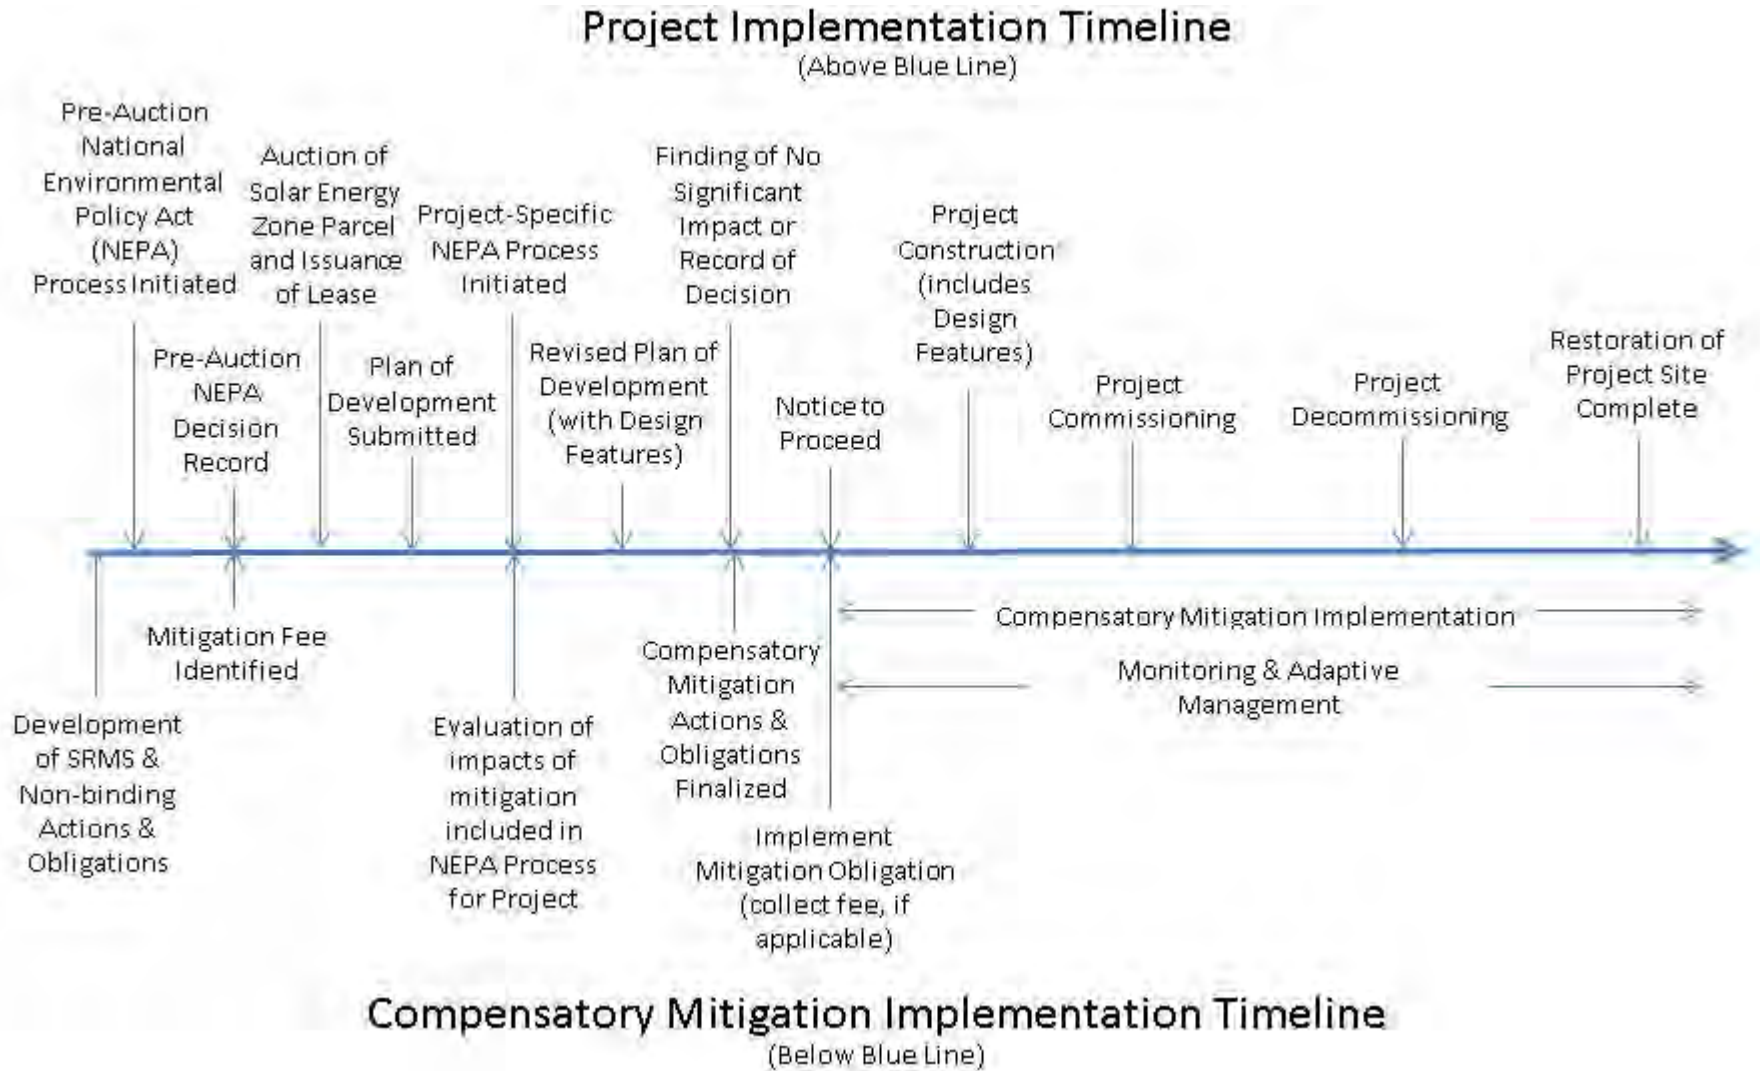 Project Implementation Timeline
(Above Blue Line)
Pre-Auction
National
Environmental
Policy Act
(NEPA)
Process Initiated
Pre-Auction
NEPA
Decision
Record
Auction of
Solar Energy
Zone Parcel
and Issuance
of Lease
Plan of
Development
Submitted
Project-Specific
NEPA Process
Initiated
Revised Plan of
Development
(with Design
Features)
Finding of No
Significant
Impact or
Record of
Decision
Notice to
Proceed
Project
Construction
(includes
Design
Features)
Project
Commissioning
Project
Decommissioning
Restoration of
Project Site
Complete
Development
of SRMS &
Non-binding
Actions &
Obligations
Mitigation Fee
Identified
Evaluation of
impacts of
mitigation
included in
NEPA Process
for Project
Compensatory
Mitigation
Actions &
Obligations
Finalized
Implement
Mitigation Obligation
(collect fee, if
applicable)
Compensatory Mitigation Implementation
Monitoring & Adaptive
Management
Compensatory Mitigation Implementation Timeline
(Below Blue Line)